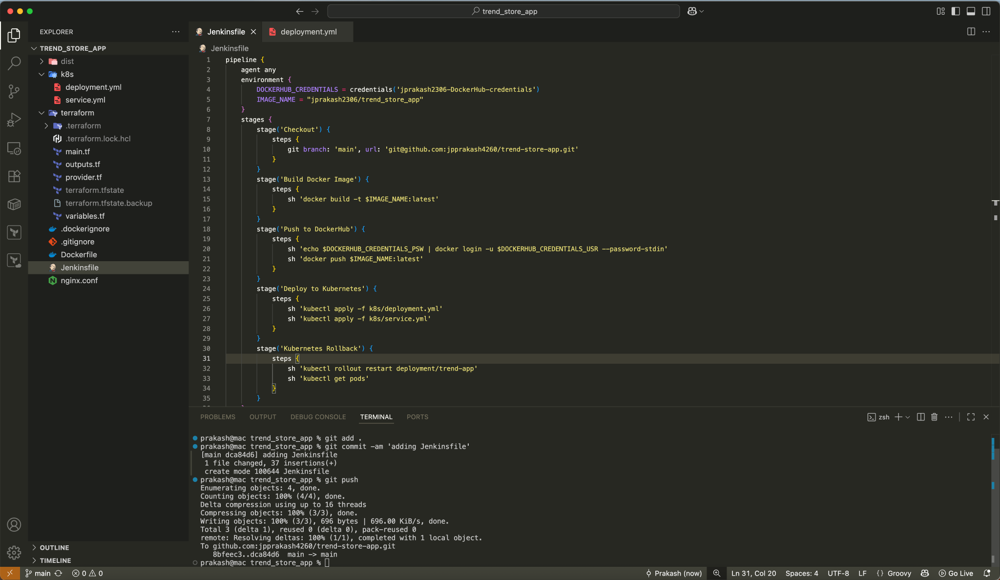 trend_store_app
EXPLORER
TREND_STORE_APP
dist
k8s
deployment.yml
service.yml
terraform
.terraform
.terraform.lock.hcl
main.tf
outputs.tf
provider.tf
terraform.tfstate
terraform.tfstate.backup
variables.tf
.dockerignore
.gitignore
Dockerfile
Jenkinsfile
nginx.conf
OUTLINE
TIMELINE
Jenkinsfile
deployment.yml
Jenkinsfile
1 pipeline {
2 agent any
3 environment {
4 DOCKERHUB_CREDENTIALS = credentials('jprakash2306-DockerHub-credentials')
5 IMAGE_NAME = "jprakash2306/trend_store_app"
6 }
7 stages {
8 stage('Checkout') {
9 steps {
10 git branch: 'main', url: 'git@github.com:jpprakash4260/trend-store-app.git'
11 }
12 }
13 stage('Build Docker Image') {
14 steps {
15 sh 'docker build -t $IMAGE_NAME:latest'
16 }
17 }
18 stage('Push to DockerHub') {
19 steps {
20 sh 'echo $DOCKERHUB_CREDENTIALS_PSW | docker login -u $DOCKERHUB_CREDENTIALS_USR --password-stdin'
21 sh 'docker push $IMAGE_NAME:latest'
22 }
23 }
24 stage('Deploy to Kubernetes') {
25 steps {
26 sh 'kubectl apply -f k8s/deployment.yml'
27 sh 'kubectl apply -f k8s/service.yml'
28 }
29 }
30 stage('Kubernetes Rollback') {
31 steps {
32 sh 'kubectl rollout restart deployment/trend-app'
33 sh 'kubectl get pods'
34 }
35 }
PROBLEMS OUTPUT DEBUG CONSOLE TERMINAL PORTS
zsh
prakash@mac trend_store_app % git add .
prakash@mac trend_store_app % git commit -am 'adding Jenkinsfile'
[main dca84d6] adding Jenkinsfile
1 file changed, 37 insertions(+)
create mode 100644 Jenkinsfile
prakash@mac trend_store_app % git push
Enumerating objects: 4, done.
Counting objects: 100% (4/4), done.
Delta compression using up to 16 threads
Compressing objects: 100% (3/3), done.
Writing objects: 100% (3/3), 696 bytes | 696.00 KiB/s, done.
Total 3 (delta 1), reused 0 (delta 0), pack-reused 0
remote: Resolving deltas: 100% (1/1), completed with 1 local object.
To github.com:jpprakash4260/trend-store-app.git
8bfeec3..dca84d6  main -> main
prakash@mac trend_store_app %
main 0 0 Prakash (now) Ln 31, Col 20 Spaces: 4 UTF-8 LF {} Groovy Go Live